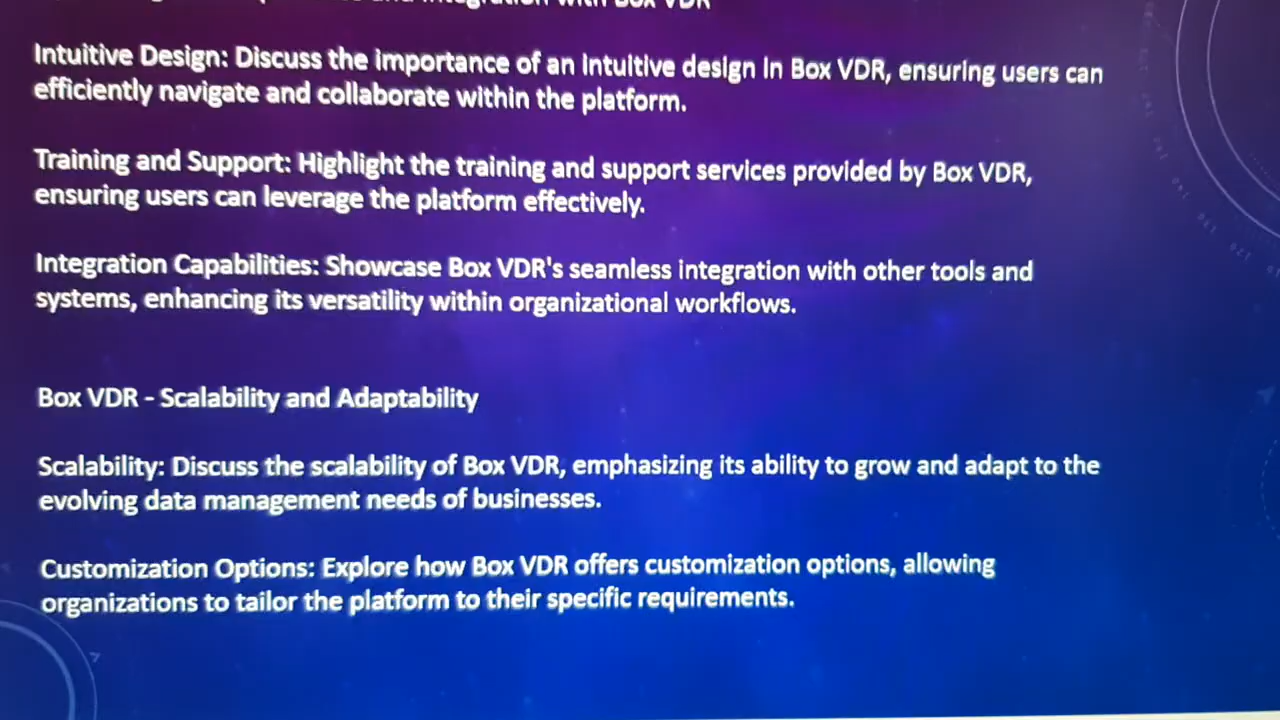 integration with Box VDR
Intuitive Design: Discuss the importance of an intuitive design in Box VDR, ensuring users can
efficiently navigate and collaborate within the platform.
Training and Support: Highlight the training and support services provided by Box VDR,
ensuring users can leverage the platform effectively.
Integration Capabilities: Showcase Box VDR's seamless integration with other tools and
systems, enhancing its versatility within organizational workflows.
Box VDR - Scalability and Adaptability
Scalability: Discuss the scalability of Box VDR, emphasizing its ability to grow and adapt to the
evolving data management needs of businesses.
Customization Options: Explore how Box VDR offers customization options, allowing
organizations to tailor the platform to their specific requirements.